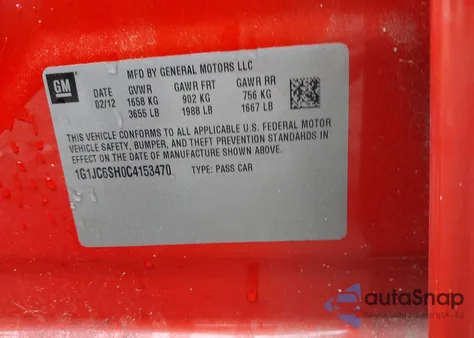 GM
MFD BY GENERAL MOTORS LLC
DATE GVWR GAWR FRT GAWR RR
02/12 1658 KG 902 KG 756 KG
3655 LB 1988 LB 1667 LB
THIS VEHICLE CONFORMS TO ALL APPLICABLE U.S. FEDERAL MOTOR
VEHICLE SAFETY, BUMPER, AND THEFT PREVENTION STANDARDS IN
EFFECT ON THE DATE OF MANUFACTURE SHOWN ABOVE.
1G1JC6SH0C4153470 TYPE: PASS CAR
autoSnap